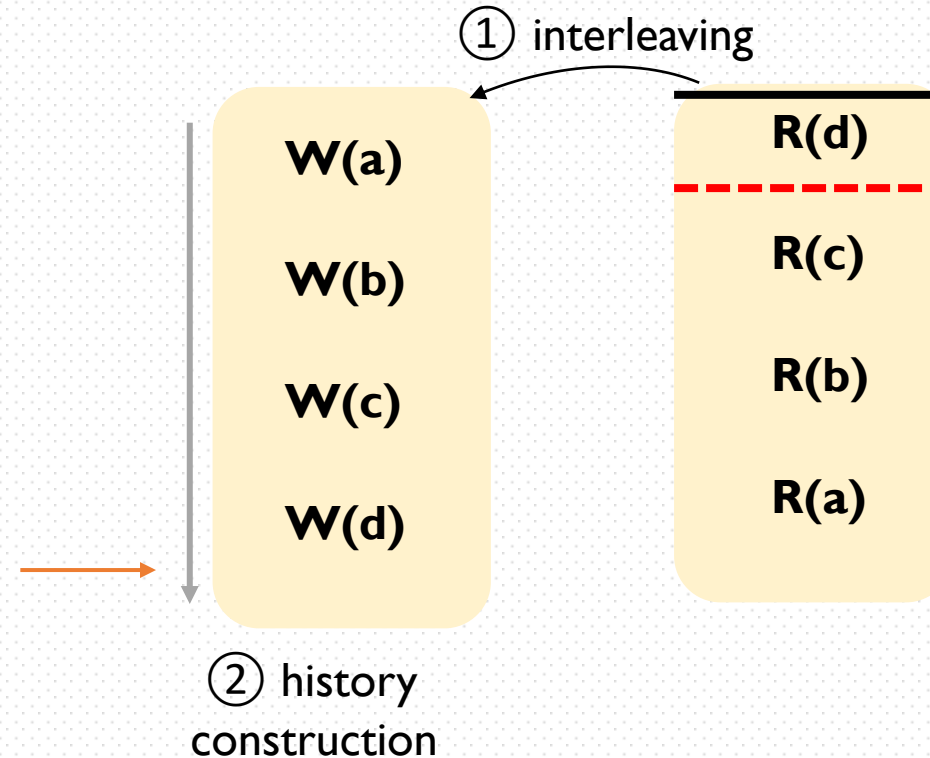 ① interleaving
W(a)
W(b)
W(c)
W(d)
R(d)
R(c)
R(b)
R(a)
② history
construction